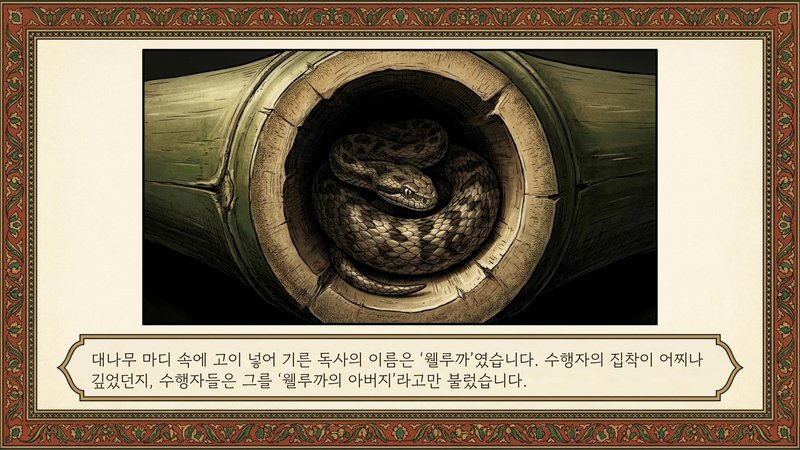 대나무 마디 속에 고이 넣어 기른 독사의 이름은 ‘웰루까’였습니다. 수행자의 집착이 어찌나
깊었던지, 수행자들은 그를 ‘웰루까의 아버지’라고만 불렀습니다.